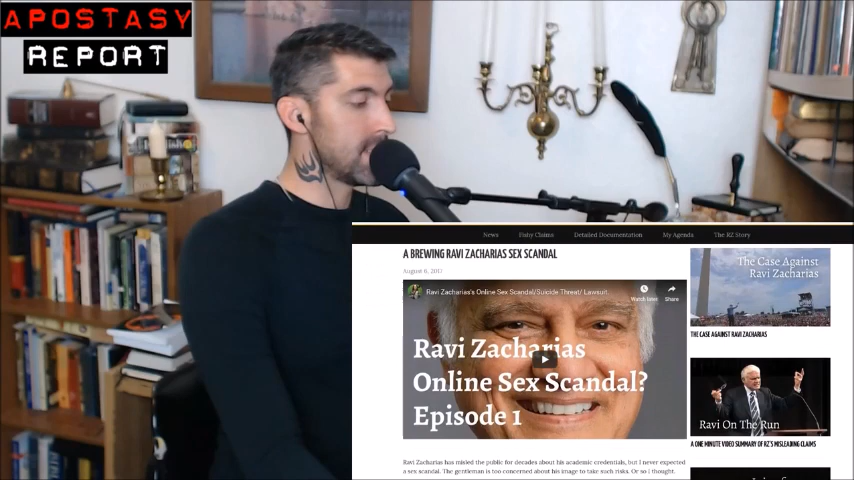 APOSTASY
REPORT
News Fishy Claims Detailed Documentation My Agenda The RZ Story
A BREWING RAVI ZACHARIAS SEX SCANDAL
August 6, 2017
Ravi Zacharias's Online Sex Scandal/Suicide Threat/ Lawsuit
Watch later Share
Ravi Zacharias
Online Sex Scandal?
Episode 1
Ravi Zacharias has misled the public for decades about his academic credentials, but I never expected
a sex scandal. The gentleman is too concerned about his image to take such risks. Or so I thought.
The Case Against
Ravi Zacharias
THE CASE AGAINST RAVI ZACHARIAS
Ravi On The Run
A ONE MINUTE VIDEO SUMMARY OF RZ'S MISLEADING CLAIMS